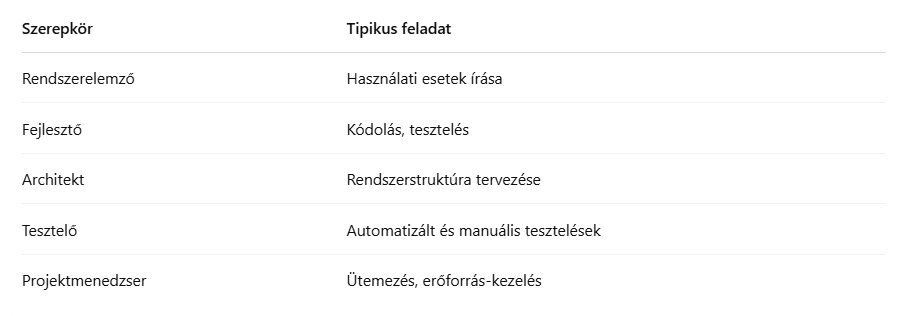 Szerepkör Tipikus feladat
Rendszerelemző Használati esetek írása
Fejlesztő Kódolás, tesztelés
Architekt Rendszerstruktúra tervezése
Tesztelő Automatizált és manuális tesztelések
Projektmenedzser Ütemezés, erőforrás-kezelés